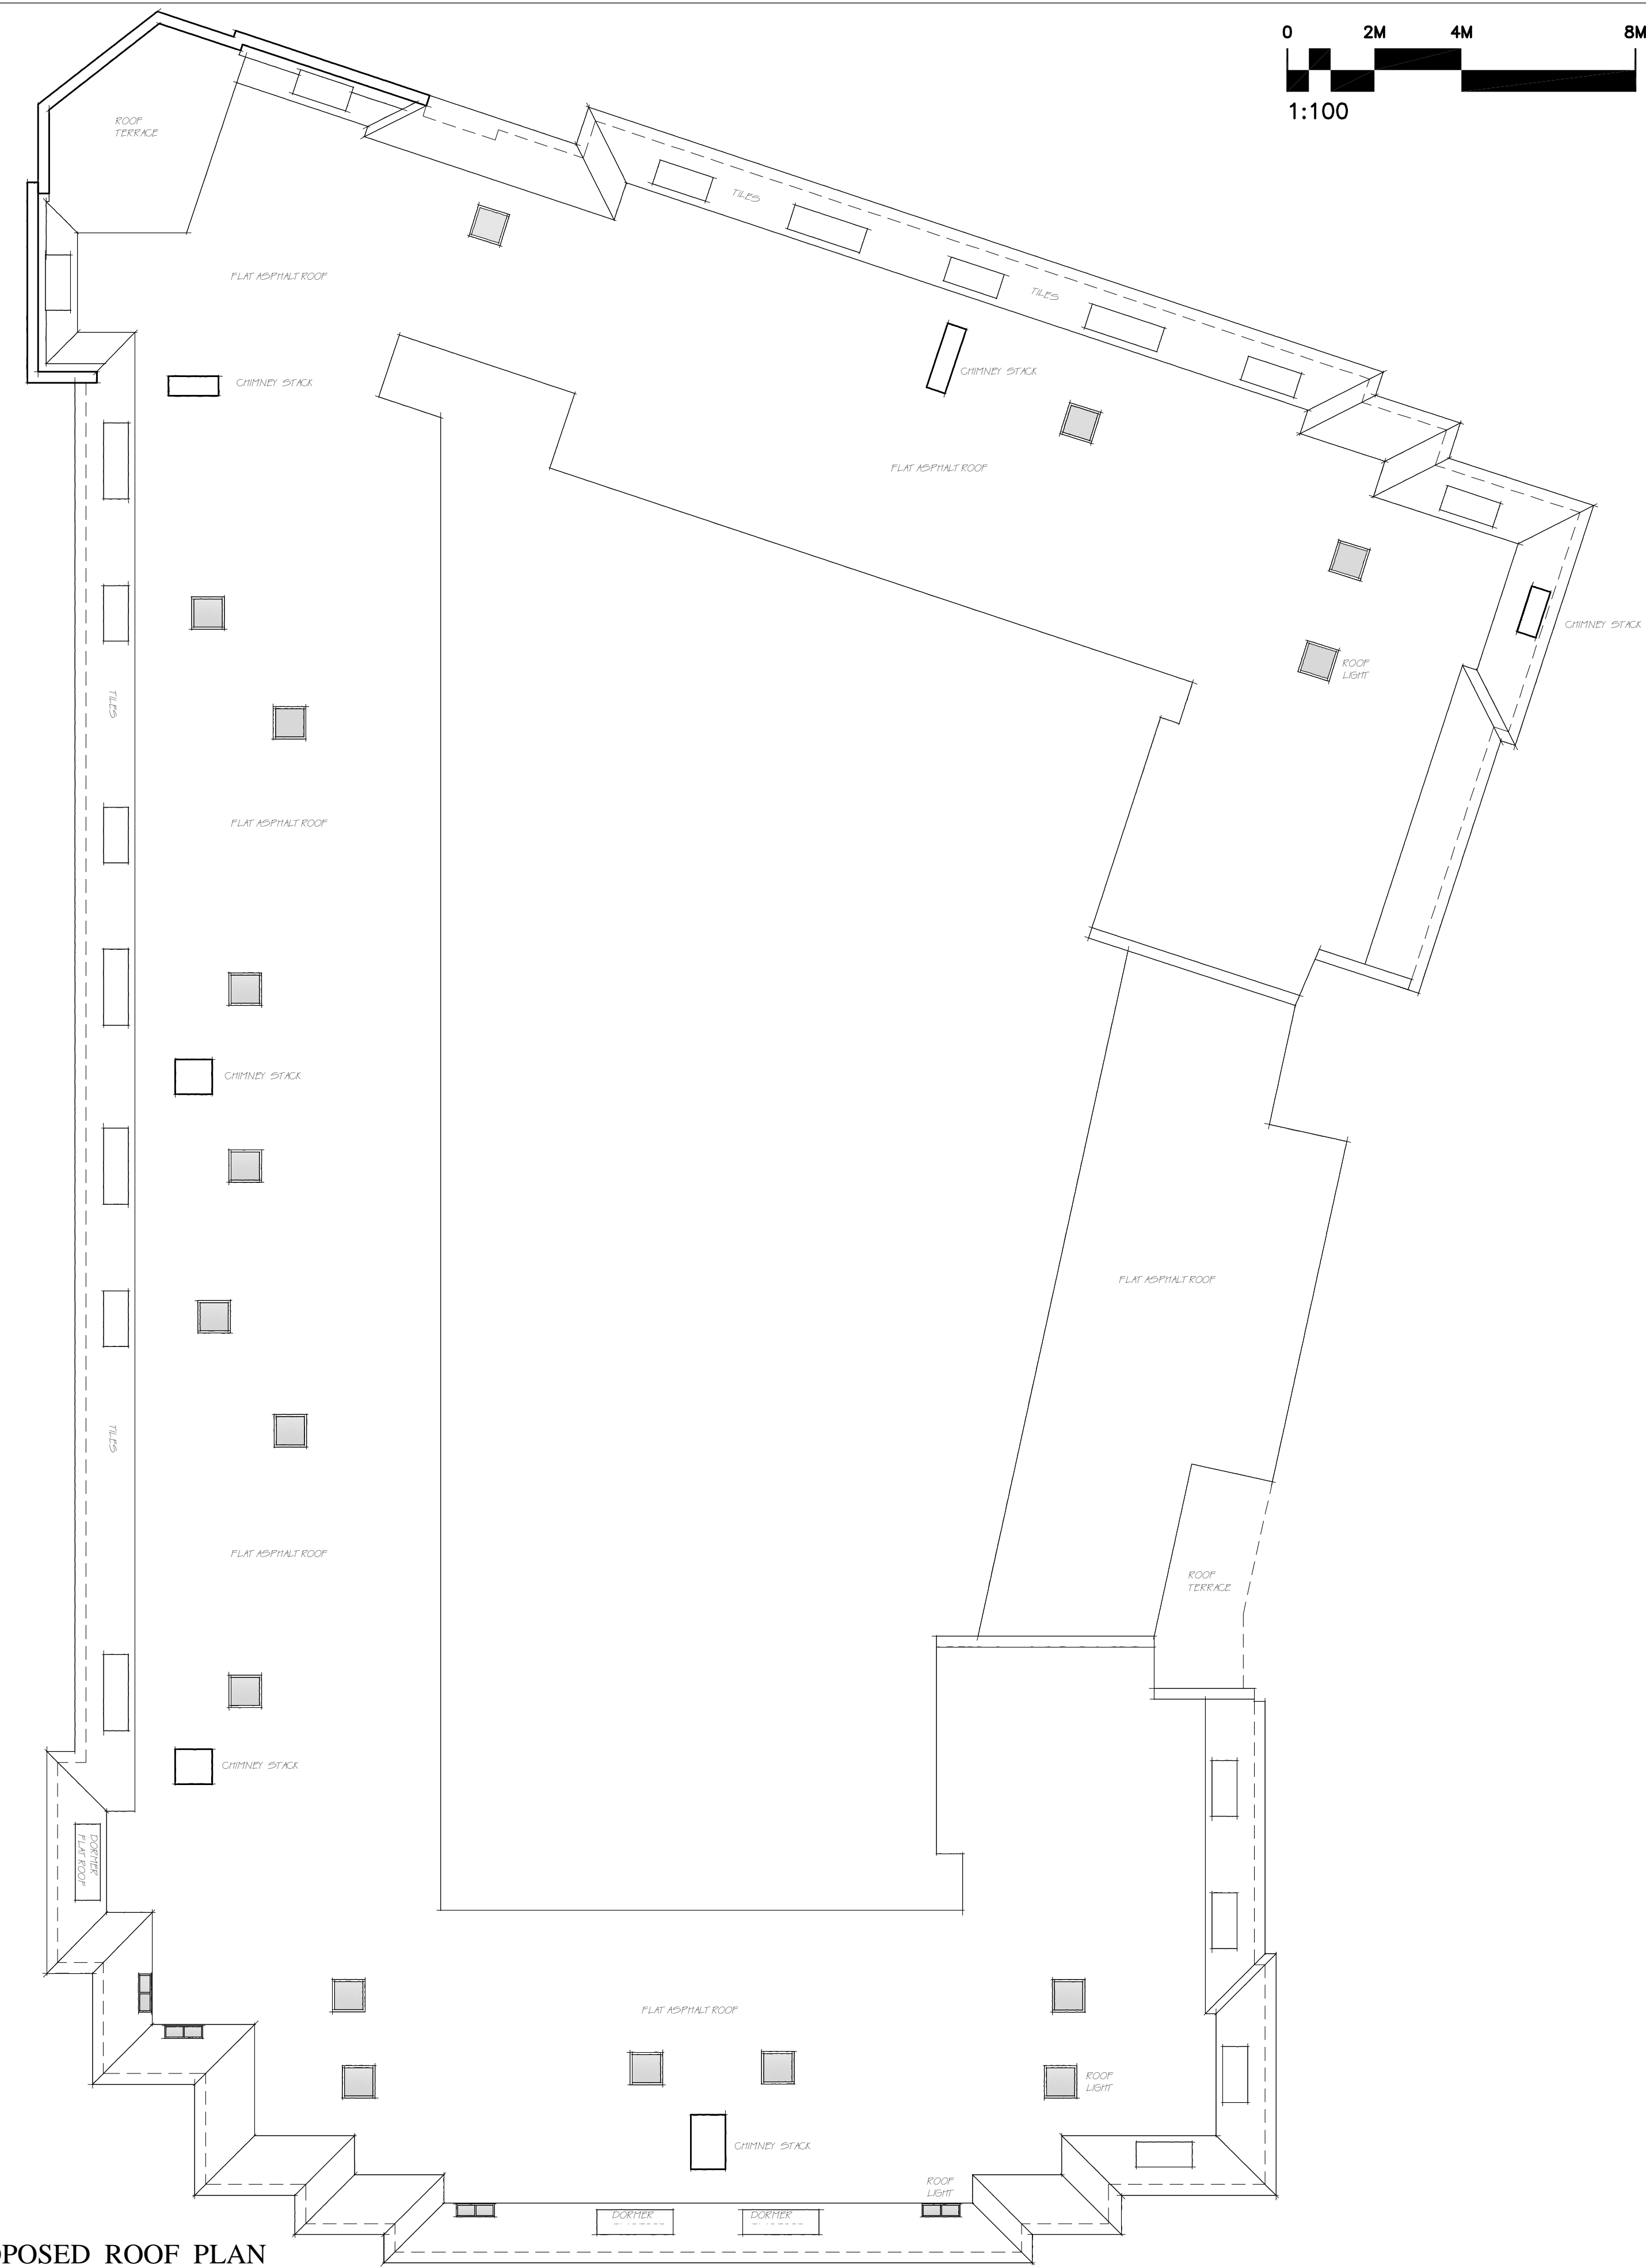 0 2M 4M 8M
1:100
ROOF
TERRACE
TILES
FLAT ASPHALT ROOF
TILES
CHIMNEY STACK
CHIMNEY STACK
FLAT ASPHALT ROOF
CHIMNEY STACK
ROOF
LIGHT
TILES
FLAT ASPHALT ROOF
CHIMNEY STACK
FLAT ASPHALT ROOF
TILES
FLAT ASPHALT ROOF
ROOF
TERRACE
CHIMNEY STACK
DORMER
FLAT ROOF
FLAT ASPHALT ROOF
ROOF
LIGHT
CHIMNEY STACK
ROOF
LIGHT
DORMER
DORMER
POSED ROOF PLAN